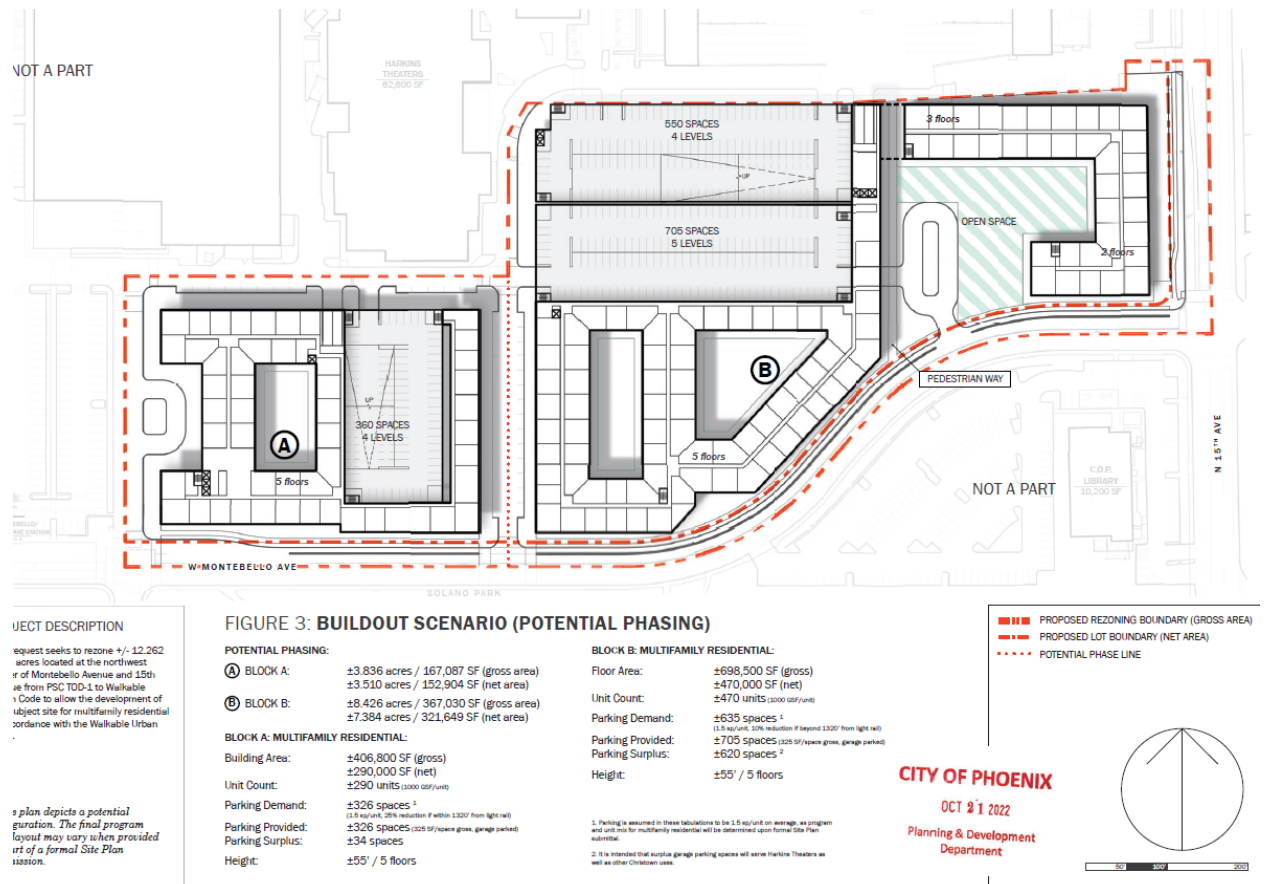 NOT A PART
HARKINS
THEATERS
62,600 SF
550 SPACES
4 LEVELS
UP
705 SPACES
5 LEVELS
3 floors
OPEN SPACE
2 floors
UP
360 SPACES
4 LEVELS
A
5 floors
B
5 floors
PEDESTRIAN WAY
N 15TH AVE
NOT A PART
C.O.P.
LIBRARY
10,200 SF
W MONTEBELLO AVE
SOLANO PARK
JECT DESCRIPTION
request seeks to rezone +/- 12.262
acres located at the northwest
er of Montebello Avenue and 15th
ue from PSC TOD-1 to Walkable
n Code to allow the development of
ubject site for multifamily residential
cordance with the Walkable Urban
s plan depicts a potential
guration. The final program
layout may vary when provided
rt of a formal Site Plan
ission.
FIGURE 3: BUILDOUT SCENARIO (POTENTIAL PHASING)
POTENTIAL PHASING:
A BLOCK A: ±3.836 acres / 167,087 SF (gross area)
±3.510 acres / 152,904 SF (net area)
B BLOCK B: ±8.426 acres / 367,030 GSF (gross area)
±7.384 acres / 321,649 SF (net area)
BLOCK A: MULTIFAMILY RESIDENTIAL:
Building Area: ±406,800 SF (gross)
±290,000 SF (net)
Unit Count: ±290 units (1000 GSF/unit)
Parking Demand: ±326 spaces 1
(1.5 sp/unit, 25% reduction if within 1320' from light rail)
Parking Provided: ±326 spaces (325 SF/space gross, garage parked)
Parking Surplus: ±34 spaces
Height: ±55' / 5 floors
BLOCK B: MULTIFAMILY RESIDENTIAL:
Floor Area: ±698,500 SF (gross)
±470,000 SF (net)
Unit Count: ±470 units (1000 GSF/unit)
Parking Demand: ±635 spaces 1
(1.5 sp/unit, 10% reduction if beyond 1320' from light rail)
Parking Provided: ±705 spaces (325 SF/space gross, garage parked)
Parking Surplus: ±620 spaces 2
Height: ±55' / 5 floors
1. Parking is assumed in these tabulations to be 1.5 sp/unit on average, as program
and unit mix for multifamily residential will be determined upon formal Site Plan
submittal.
2. It is intended that surplus garage parking spaces will serve Harkins Theaters as
well as other Christown uses.
PROPOSED REZONING BOUNDARY (GROSS AREA)
PROPOSED LOT BOUNDARY (NET AREA)
POTENTIAL PHASE LINE
CITY OF PHOENIX
OCT 21 2022
Planning & Development
Department
50' 100' 200'